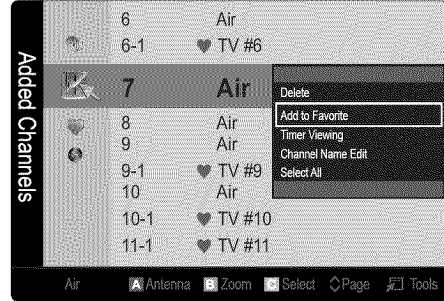 Added Channels
6 Air
6-1 ♥ TV #6
7 Air
8 Air
9 Air
9-1 ♥ TV #9
10 Air
10-1 ♥ TV #10
11-1 ♥ TV #11
Delete
Add to Favorite
Timer Viewing
Channel Name Edit
Select All
Air A Antenna B Zoom C Select Page Tools